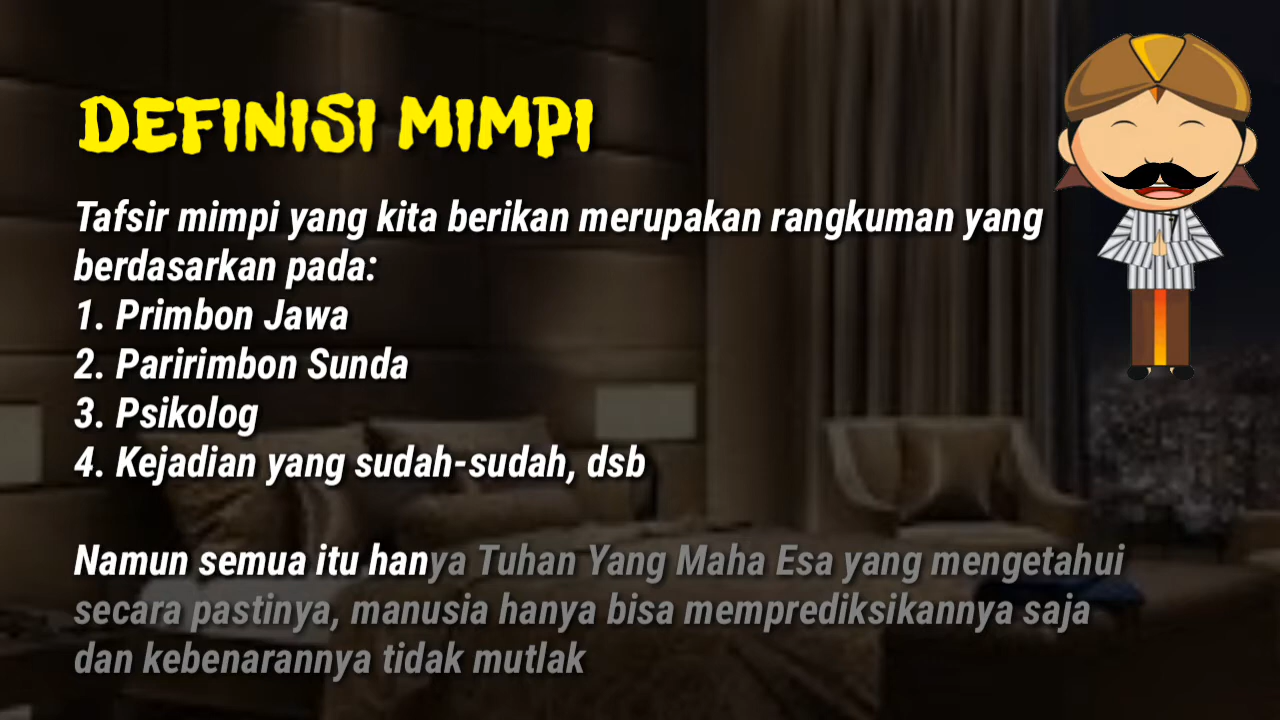 DEFINISI MIMPI
Tafsir mimpi yang kita berikan merupakan rangkuman yang
berdasarkan pada:
1. Primbon Jawa
2. Paririmbon Sunda
3. Psikolog
4. Kejadian yang sudah-sudah, dsb
Namun semua itu hanya Tuhan Yang Maha Esa yang mengetahui
secara pastinya, manusia hanya bisa memprediksikannya saja
dan kebenarannya tidak mutlak